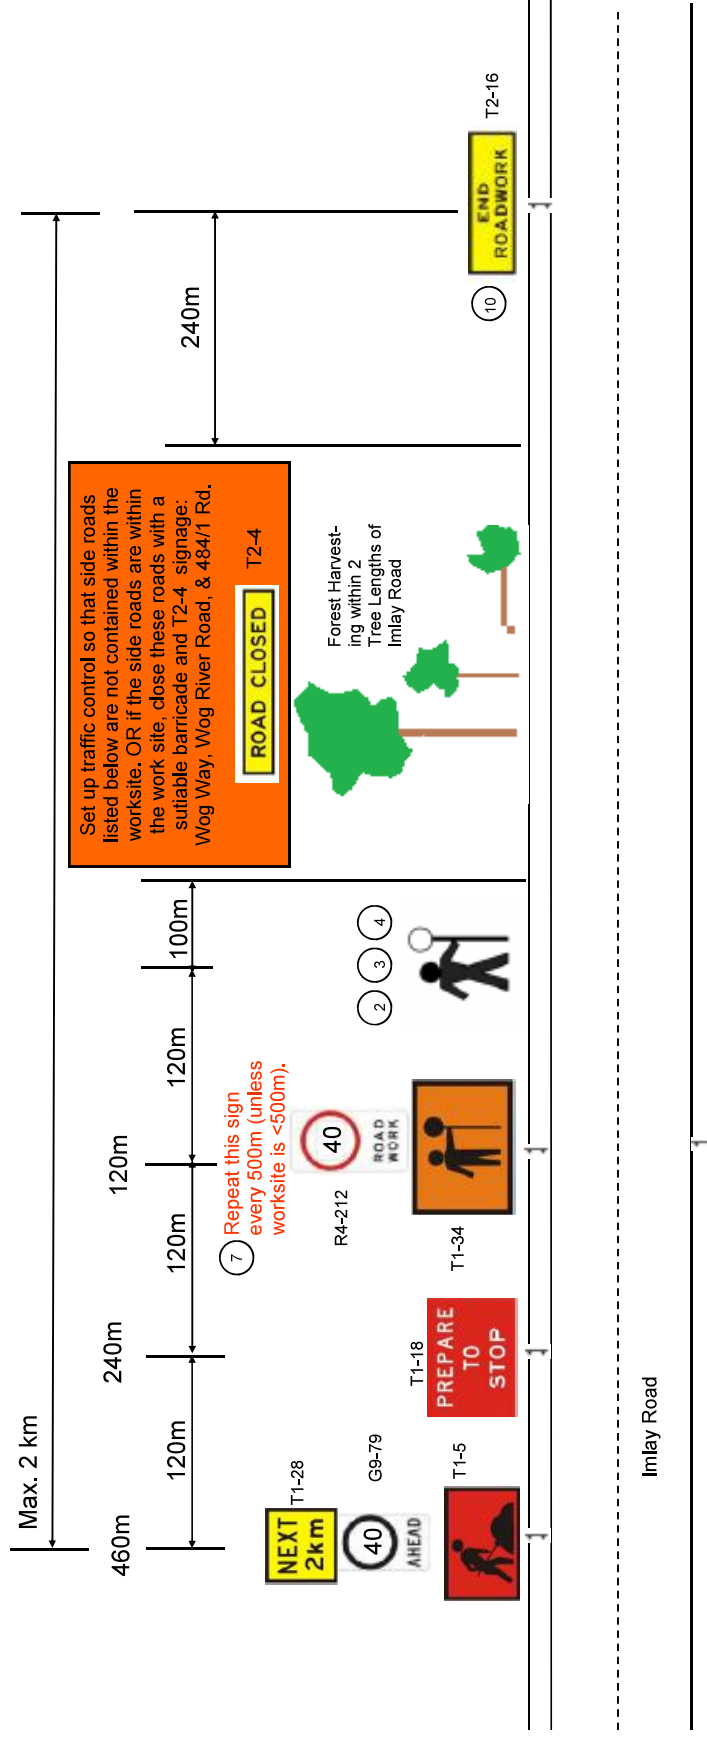 Max. 2 km
460m
240m
120m
120m
120m
120m
100m
240m
Set up traffic control so that side roads
listed below are not contained within the
worksite. OR if the side roads are within
the work site, close these roads with a
sutiable barricade and T2-4 signage:
Wog Way, Wog River Road, & 484/1 Rd.
ROAD CLOSED
T2-4
7
Repeat this sign
every 500m (unless
worksite is <500m).
NEXT
2km
T1-28
40
AHEAD
G9-79
T1-5
T1-18
PREPARE
TO
STOP
R4-212
40
ROAD
WORK
T1-34
2
3
4
Forest Harvest-
ing within 2
Tree Lengths of
Imlay Road
10
END
ROADWORK
T2-16
Imlay Road